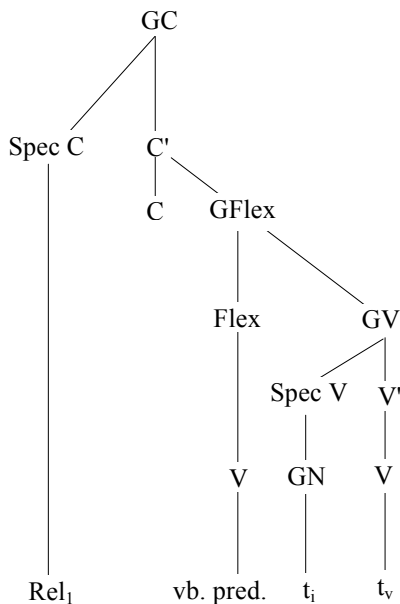 GC
Spec C C'
C GFlex
Flex GV
Spec V V'
V GN V
Rel₁ vb. pred. tᵢ tᵥ